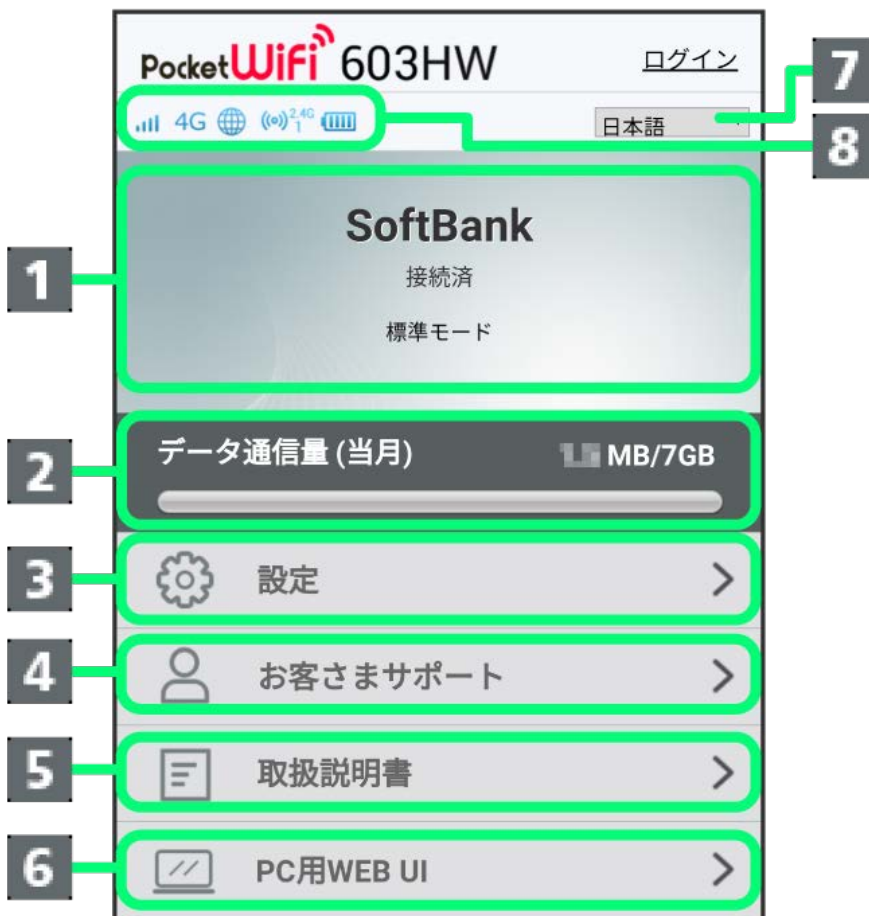 Pocket WiFi 603HW
ログイン
7
4G 2.4G 1
日本語
8
SoftBank
1
接続済
標準モード
データ通信量 (当月) MB/7GB
2
3 設定
4 お客さまサポート
5 取扱説明書
6 PC用WEB UI